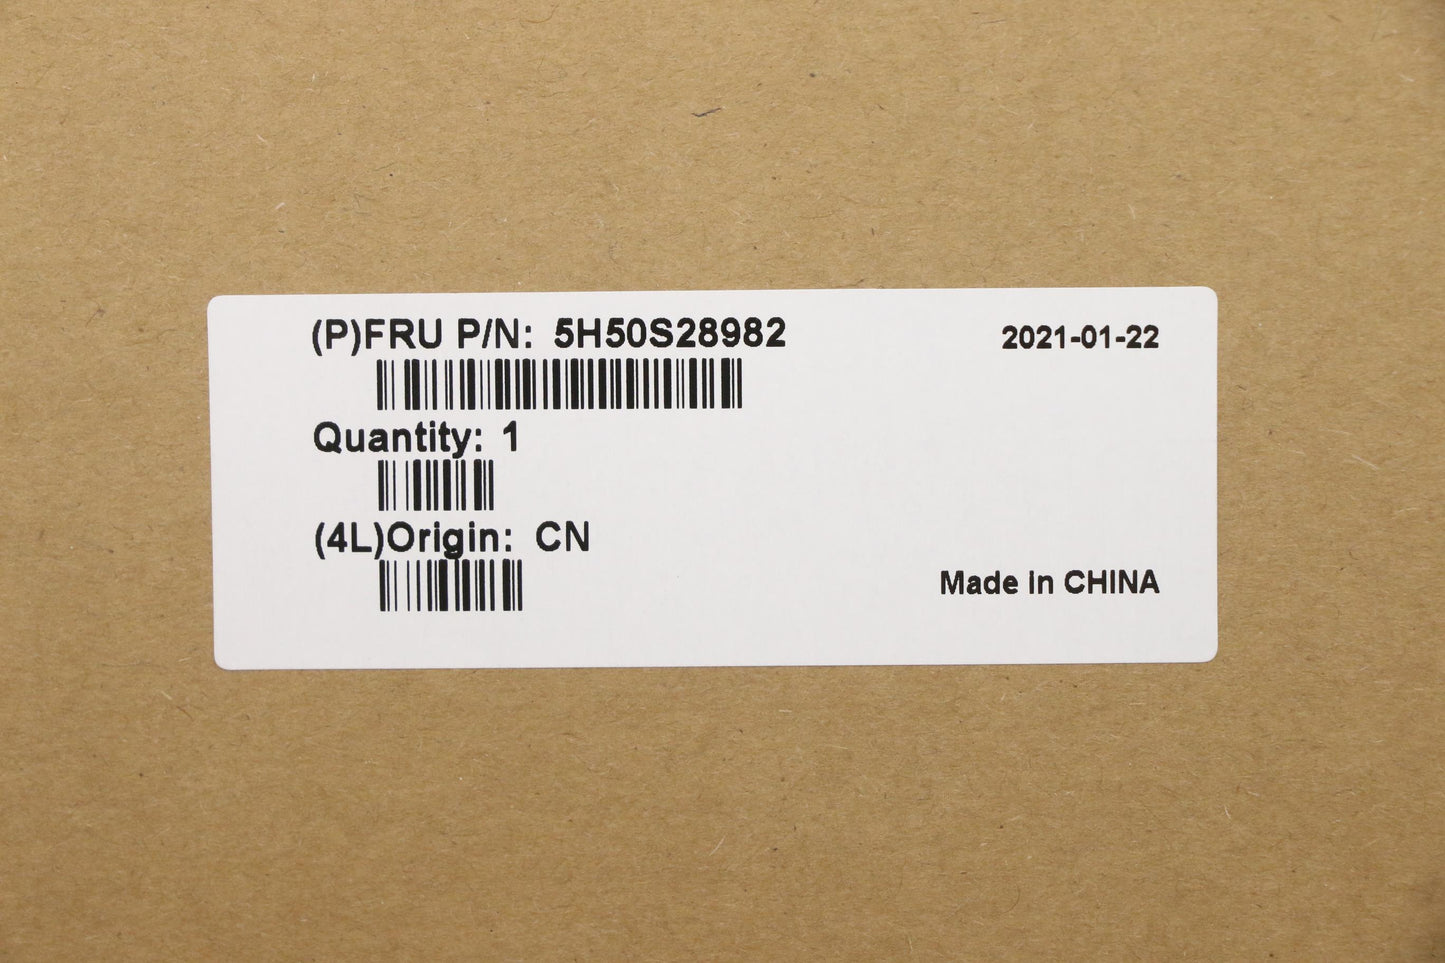 (P)FRU P/N: 5H50S28982 2021-01-22
Quantity: 1
(4L)Origin: CN
Made in CHINA